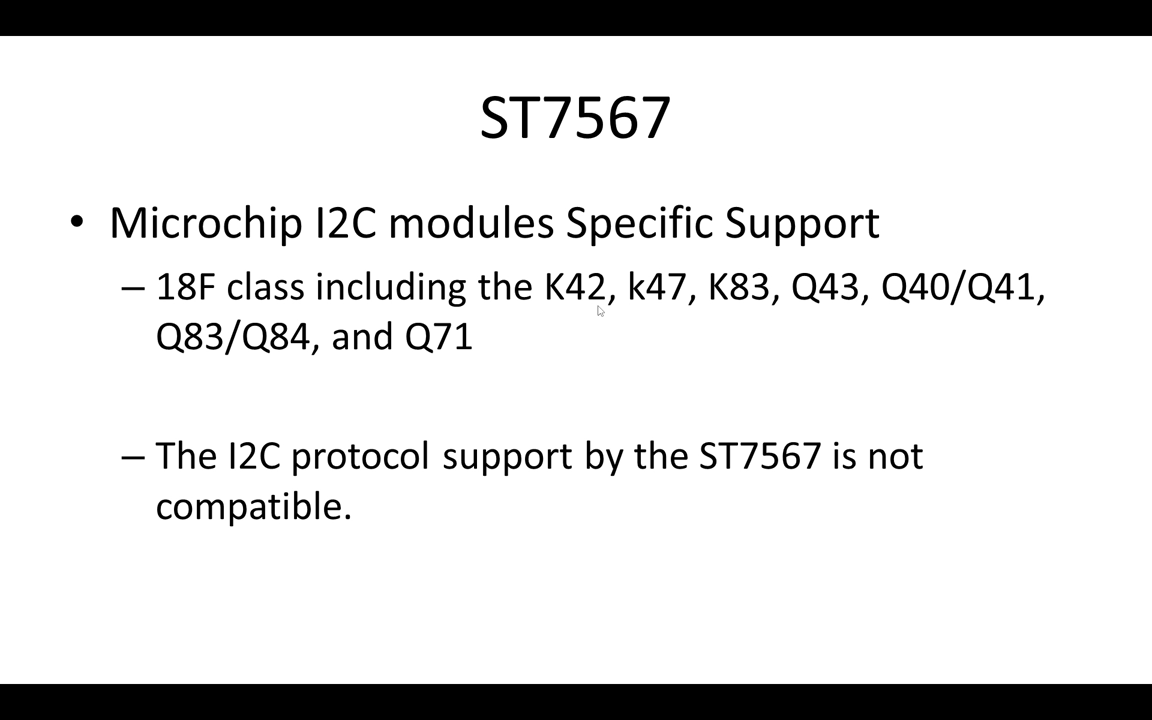 ST7567
• Microchip I2C modules Specific Support
– 18F class including the K42, k47, K83, Q43, Q40/Q41,
Q83/Q84, and Q71
– The I2C protocol support by the ST7567 is not
compatible.